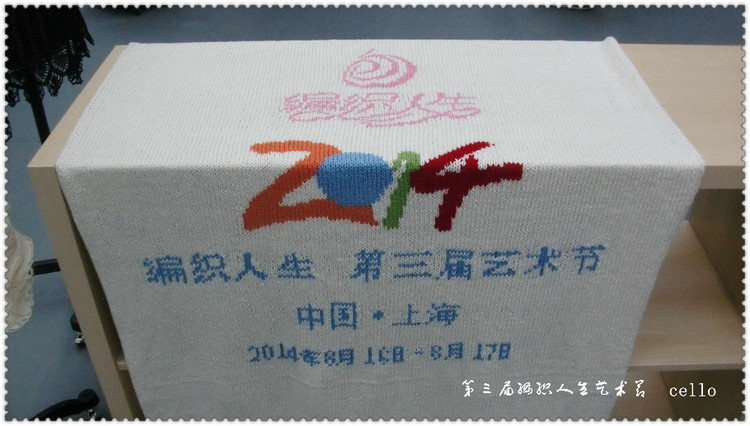 编织人生
2014
编织人生 第三届艺术节
中国·上海
2014年8月16日-8月17日
第三届编织人生艺术节 cello